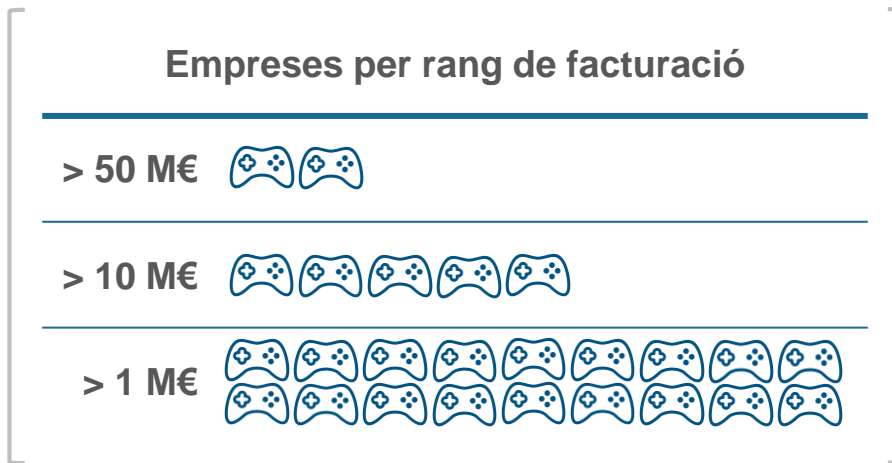 Empreses per rang de facturació
> 50 M€
> 10 M€
> 1 M€